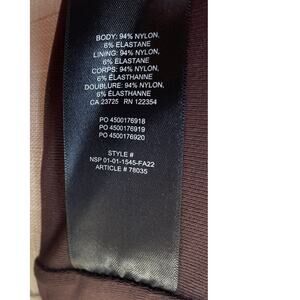 BODY: 94% NYLON,
6% ELASTANE
LINING: 94% NYLON,
6% ELASTANE
CORPS: 94% NYLON,
6% ÉLASTHANNE
DOUBLURE: 94% NYLON,
6% ÉLASTHANNE
CA 23725 RN 122354
PO 4500176918
PO 4500176919
PO 4500176920
STYLE #
NSP 01-01-1545-FA22
ARTICLE # 78035